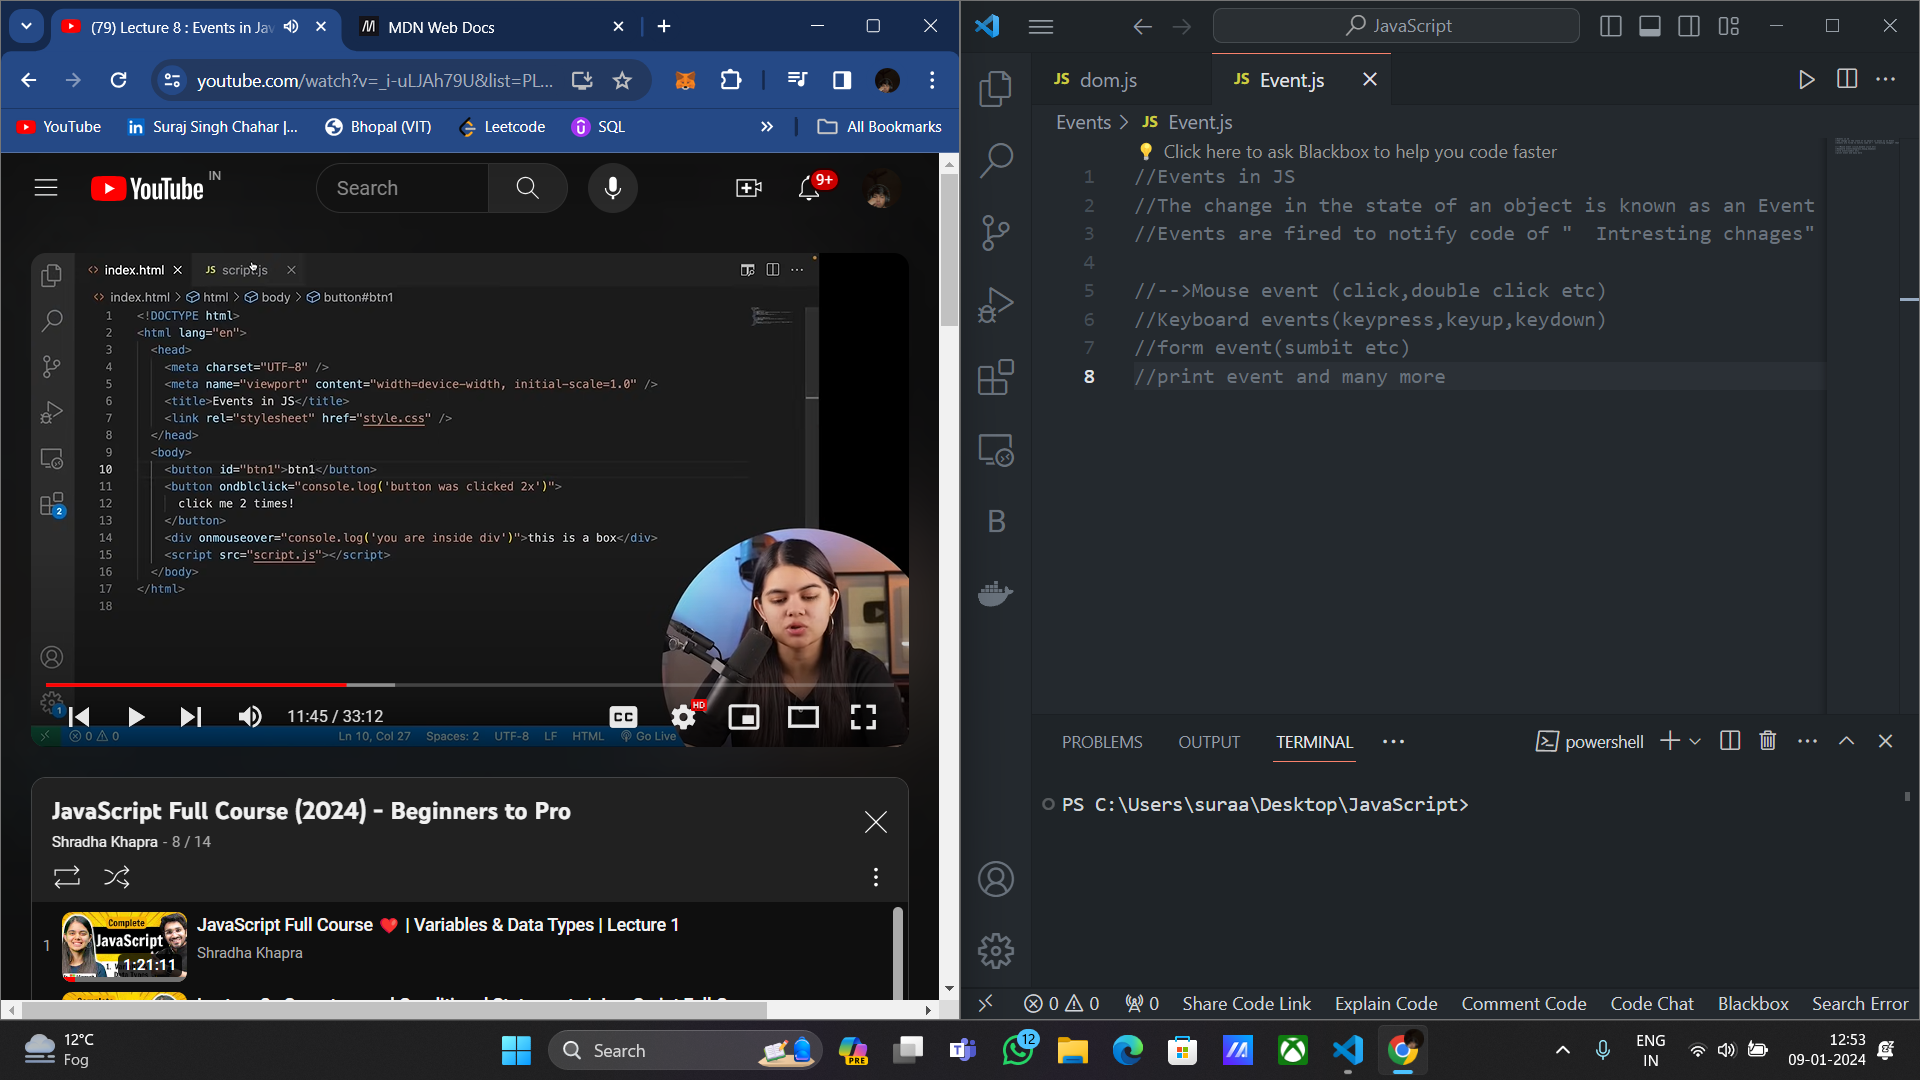 (79) Lecture 8 : Events in Jav
MDN Web Docs
youtube.com/watch?v=_i-uLJAh79U&list=PL...
YouTube
Suraj Singh Chahar |...
Bhopal (VIT)
Leetcode
SQL
All Bookmarks
YouTube IN
Search
9+
index.html
JS script.js
index.html > html > body > button#btn1
1 <!DOCTYPE html>
2 <html lang="en">
3 <head>
4 <meta charset="UTF-8" />
5 <meta name="viewport" content="width=device-width, initial-scale=1.0" />
6 <title>Events in JS</title>
7 <link rel="stylesheet" href="style.css" />
8 </head>
9 <body>
10 <button id="btn1">btn1</button>
11 <button ondblclick="console.log('button was clicked 2x')">
12 click me 2 times!
13 </button>
14 <div onmouseover="console.log('you are inside div')">this is a box</div>
15 <script src="script.js"></script>
16 </body>
17 </html>
18
2
1
11:45 / 33:12
CC
HD
0 0
Ln 10, Col 27
Spaces: 2
UTF-8
LF
HTML
Go Live
JavaScript Full Course (2024) - Beginners to Pro
Shradha Khapra - 8 / 14
1
Complete
JavaScript
1:21:11
JavaScript Full Course ❤️ | Variables & Data Types | Lecture 1
Shradha Khapra
JavaScript
JS dom.js
JS Event.js
Events > JS Event.js
Click here to ask Blackbox to help you code faster
1 //Events in JS
2 //The change in the state of an object is known as an Event
3 //Events are fired to notify code of "  Intresting chnages"
4
5 //-->Mouse event (click,double click etc)
6 //Keyboard events(keypress,keyup,keydown)
7 //form event(sumbit etc)
8 //print event and many more
B
PROBLEMS
OUTPUT
TERMINAL
powershell
PS C:\Users\suraa\Desktop\JavaScript>
0 0
0
Share Code Link
Explain Code
Comment Code
Code Chat
Blackbox
Search Error
12°C
Fog
Search
PRE
12
ENG
IN
12:53
09-01-2024